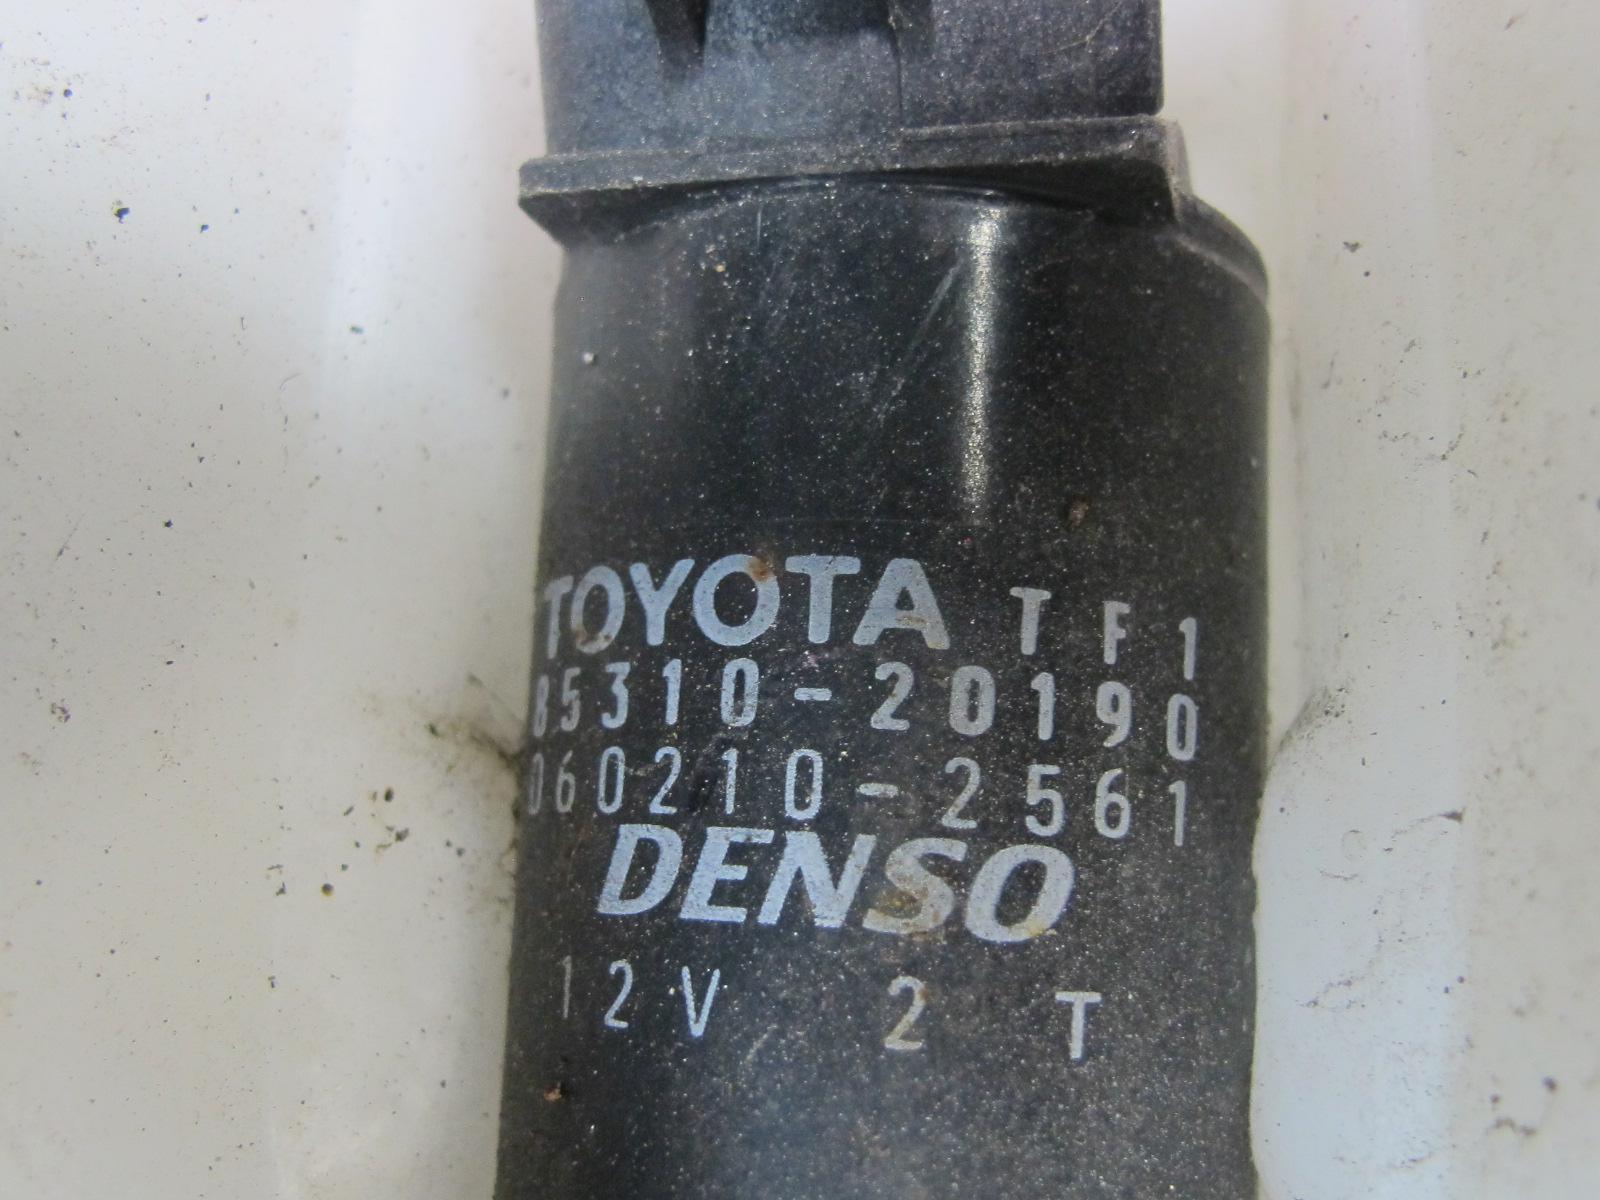 TOYOTA TF1
85310-20190
060210-2561
DENSO
12V 2 T